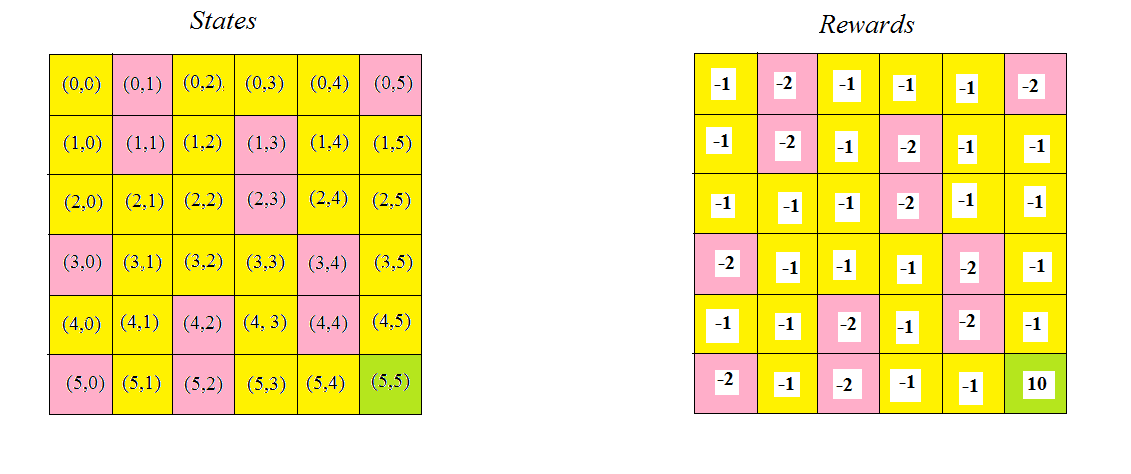 States
(0,0) (0,1) (0,2) (0,3) (0,4) (0,5)
(1,0) (1,1) (1,2) (1,3) (1,4) (1,5)
(2,0) (2,1) (2,2) (2,3) (2,4) (2,5)
(3,0) (3,1) (3,2) (3,3) (3,4) (3,5)
(4,0) (4,1) (4,2) (4, 3) (4,4) (4,5)
(5,0) (5,1) (5,2) (5,3) (5,4) (5,5)
Rewards
-1 -2 -1 -1 -1 -2
-1 -2 -1 -2 -1 -1
-1 -1 -1 -2 -1 -1
-2 -1 -1 -1 -2 -1
-1 -1 -2 -1 -2 -1
-2 -1 -2 -1 -1 10